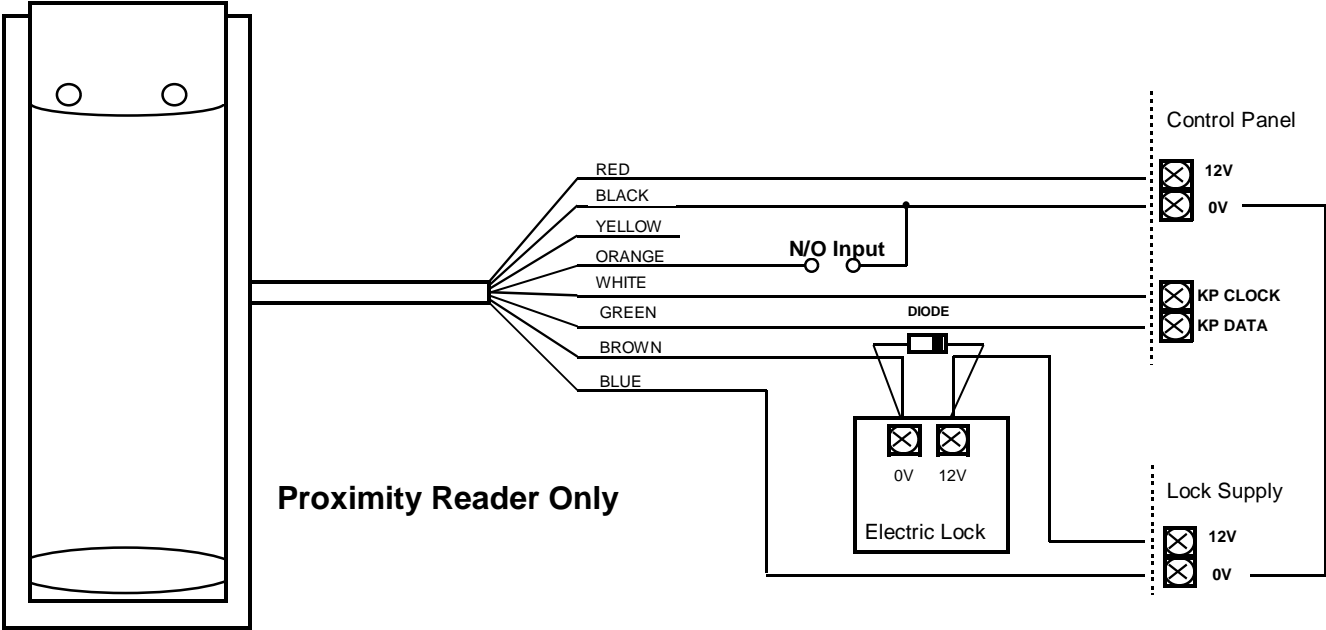 Control Panel
RED
12V
BLACK
0V
YELLOW
N/O Input
ORANGE
WHITE
KP CLOCK
GREEN
DIODE
KP DATA
BROWN
BLUE
0V
12V
Proximity Reader Only
Lock Supply
Electric Lock
12V
0V